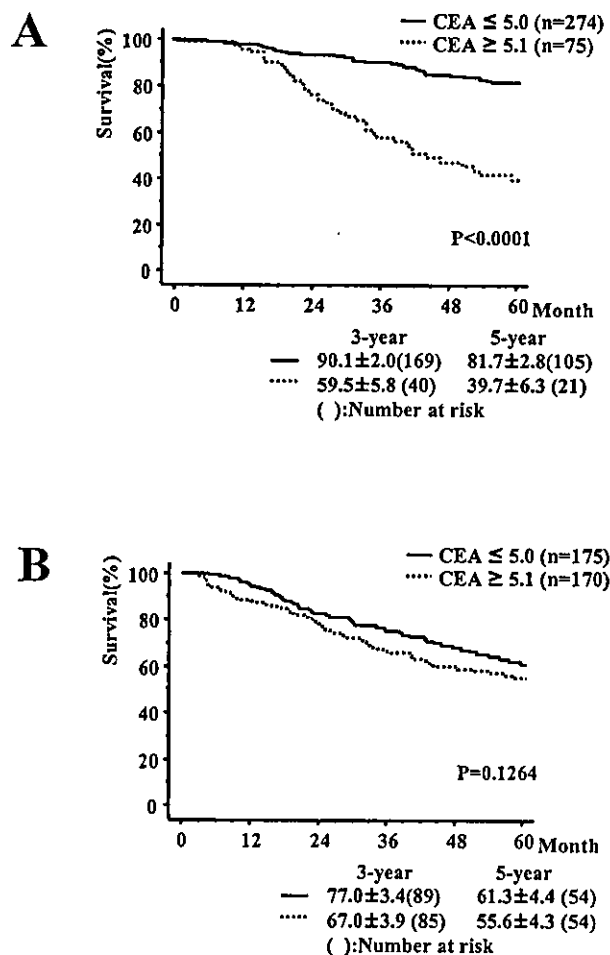 A
CEA ≤ 5.0 (n=274)
CEA ≥ 5.1 (n=75)
Survival(%)
100
80
60
40
20
0
P<0.0001
0 12 24 36 48 60 Month
3-year 5-year
90.1±2.0(169) 81.7±2.8(105)
59.5±5.8 (40) 39.7±6.3 (21)
( ):Number at risk
B
CEA ≤ 5.0 (n=175)
CEA ≥ 5.1 (n=170)
Survival(%)
100
80
60
40
20
0
P=0.1264
0 12 24 36 48 60 Month
3-year 5-year
77.0±3.4(89) 61.3±4.4 (54)
67.0±3.9 (85) 55.6±4.3 (54)
( ):Number at risk